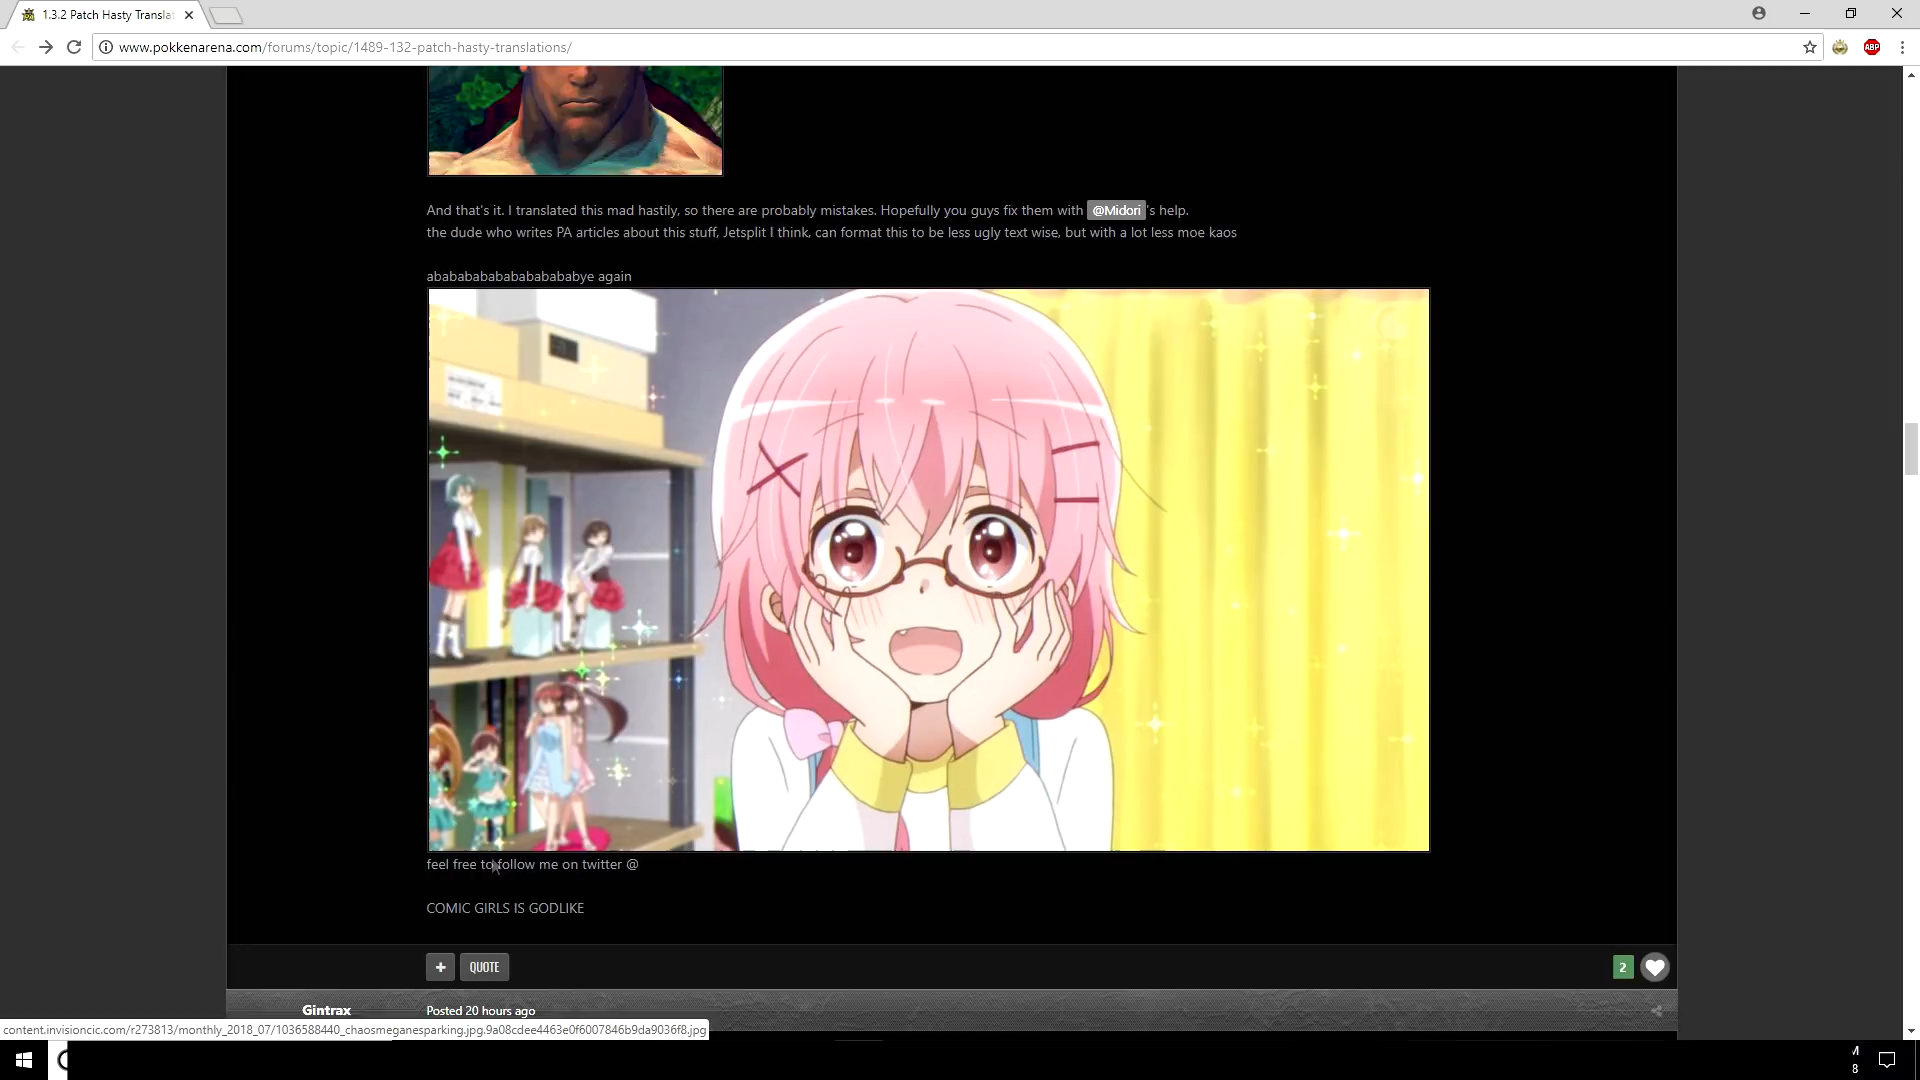 1.3.2 Patch Hasty Transla
www.pokkenarena.com/forums/topic/1489-132-patch-hasty-translations/
ABP
And that's it. I translated this mad hastily, so there are probably mistakes. Hopefully you guys fix them with @Midori 's help.
the dude who writes PA articles about this stuff, Jetsplit I think, can format this to be less ugly text wise, but with a lot less moe kaos
ababababababababababye again
feel free to follow me on twitter @
COMIC GIRLS IS GODLIKE
+ QUOTE
2
Gintrax
Posted 20 hours ago
content.invisioncic.com/r273813/monthly_2018_07/1036588440_chaosmeganesparking.jpg.9a08cdee4463e0f6007846b9da9036f8.jpg
M
8